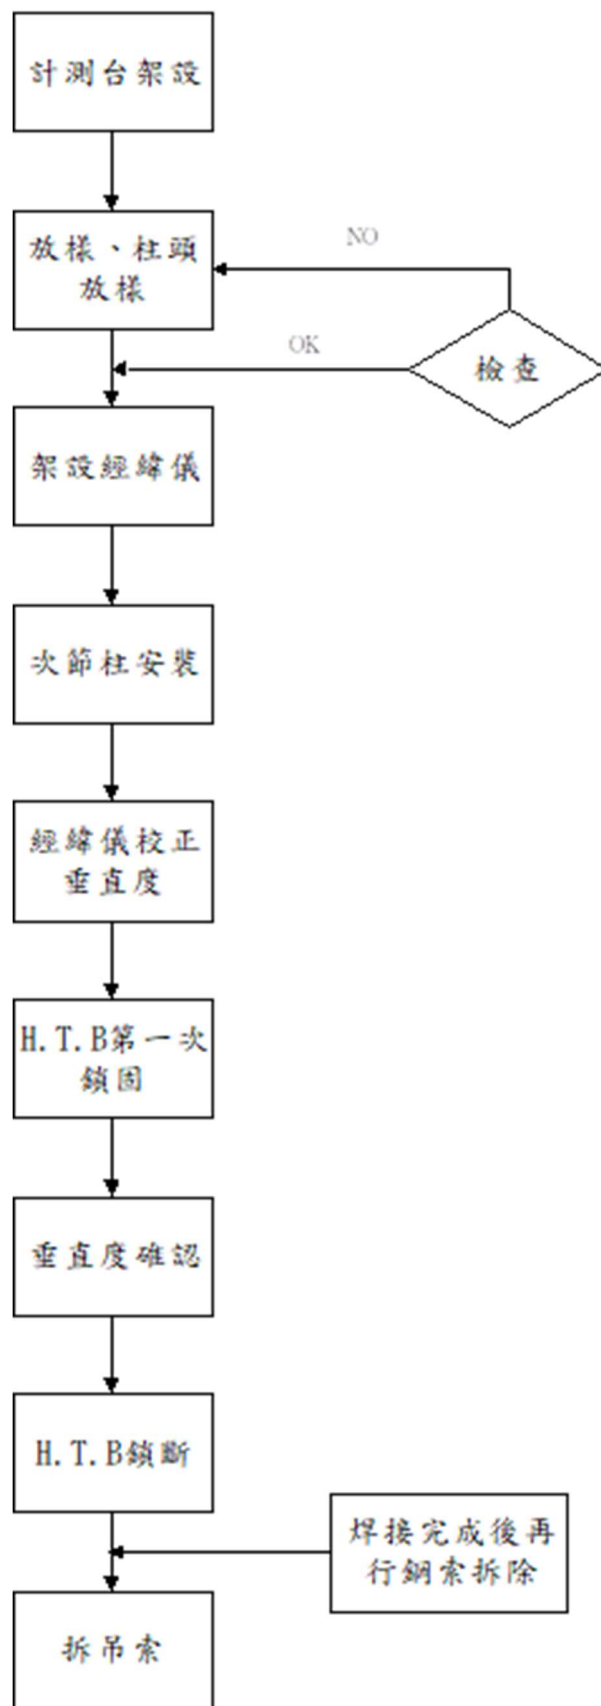 計測台架設
放樣、柱頭
放樣
NO
OK
檢查
架設經緯儀
次節柱安裝
經緯儀校正
垂直度
H.T.B第一次
鎖固
垂直度確認
H.T.B鎖斷
焊接完成後再
行鋼索拆除
拆吊索